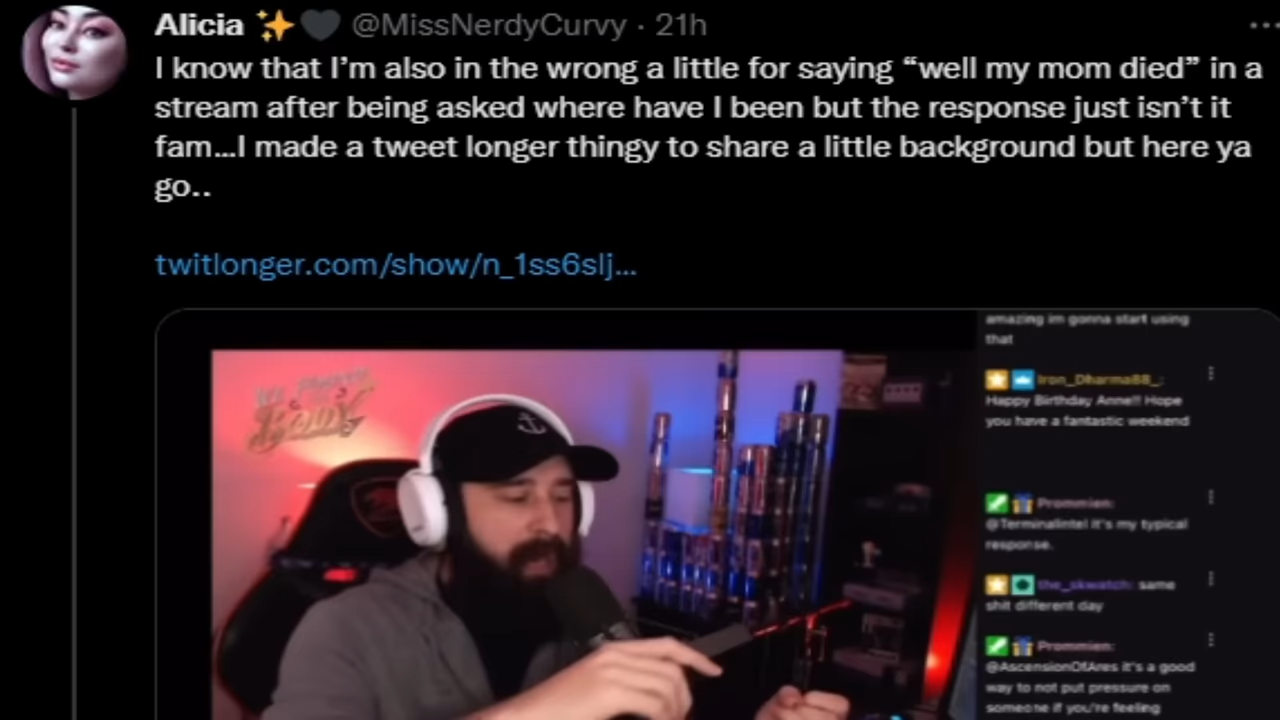 Alicia ✨🖤 @MissNerdyCurvy · 21h
I know that I'm also in the wrong a little for saying “well my mom died” in a
stream after being asked where have I been but the response just isn't it
fam...I made a tweet longer thingy to share a little background but here ya
go..
twitlonger.com/show/n_1ss6slj...
amazing im gonna start using
that
Iron_Dharma88_:
Happy Birthday Anne!! Hope
you have a fantastic weekend
Prommien:
@TerminalIntel It's my typical
response.
the_skwatch: same
shit different day
Prommien:
@AscensionOfAres it's a good
way to not put pressure on
someone if you're feeling